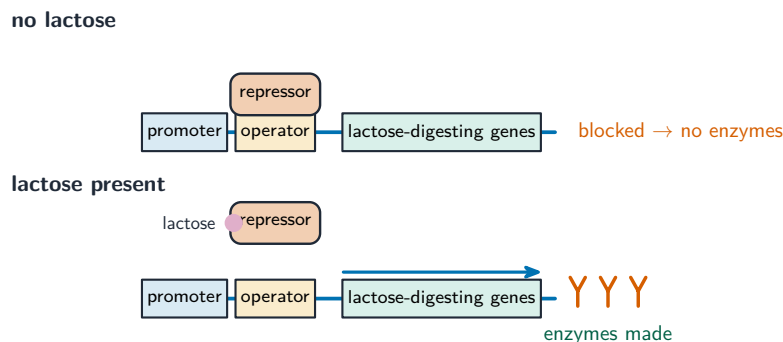 no lactose
repressor
promoter
operator
lactose-digesting genes
blocked → no enzymes
lactose present
lactose
repressor
promoter
operator
lactose-digesting genes
enzymes made